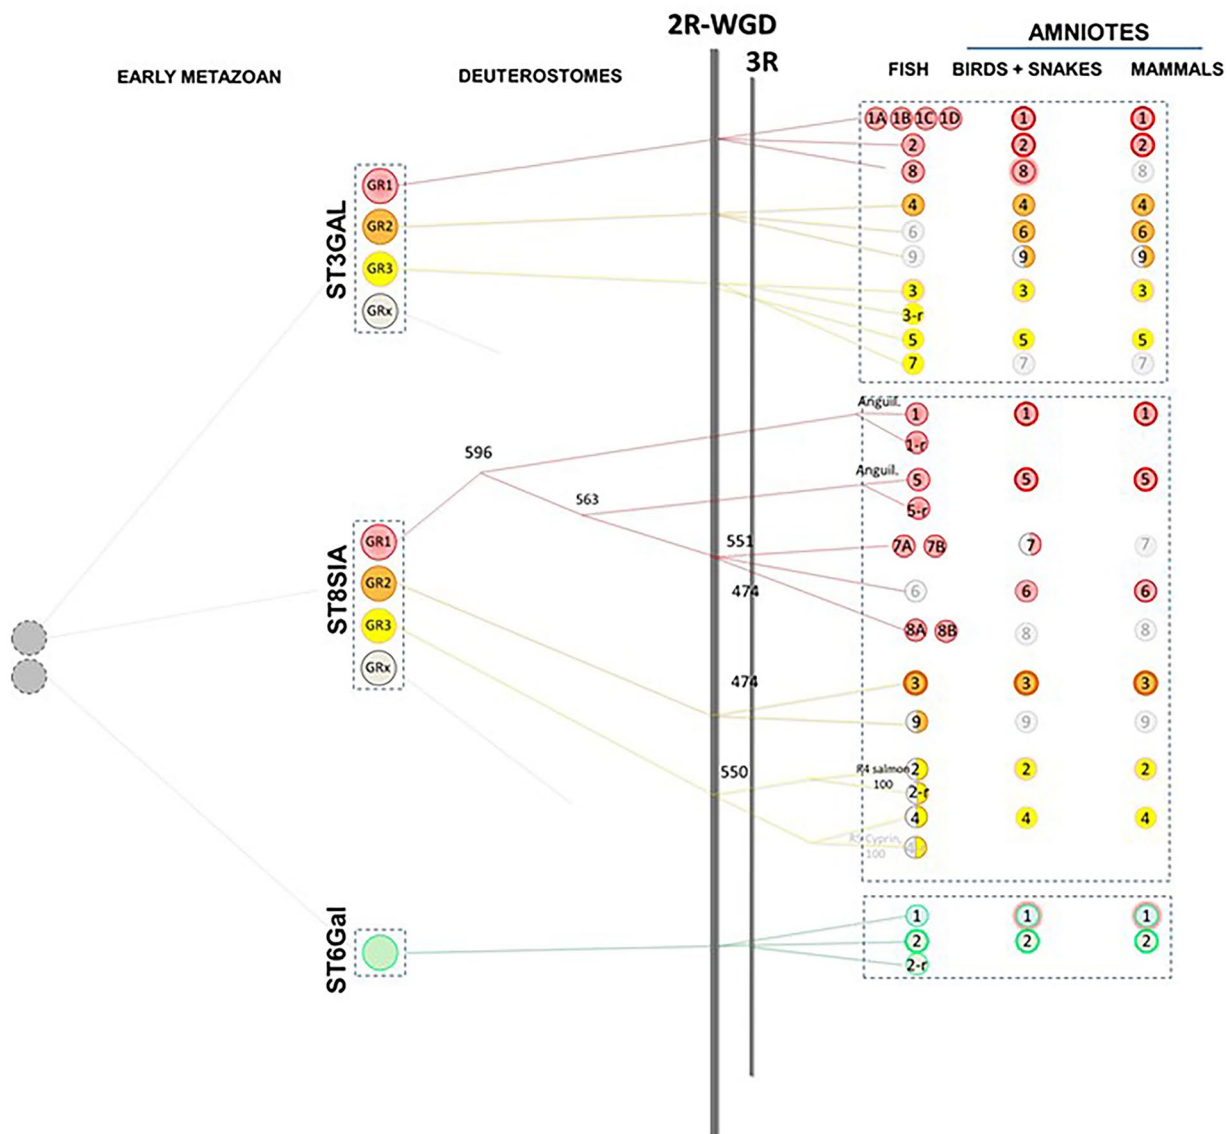 2R-WGD
3R
AMNIOTES
EARLY METAZOAN
DEUTEROSTOMES
FISH
BIRDS + SNAKES
MAMMALS
ST3GAL
GR1
GR2
GR3
GRx
1A 1B 1C 1D 1 1
2 2 2
8 8 8
4 4 4
6 6 6
9 9 9
3 3 3
3-r
5 5 5
7 7 7
ST8SIA
GR1
GR2
GR3
GRx
596
563
551
474
474
550
Anguil.
1 1 1
1-r
Anguil.
5 5 5
5-r
7A 7B 7 7
6 6 6
8A 8B 8 8
3 3 3
9 9 9
R4 salmon 2 2 2
100
2-r
4 4 4
Cyprin,
100
ST6Gal
1 1 1
2 2 2
2-r